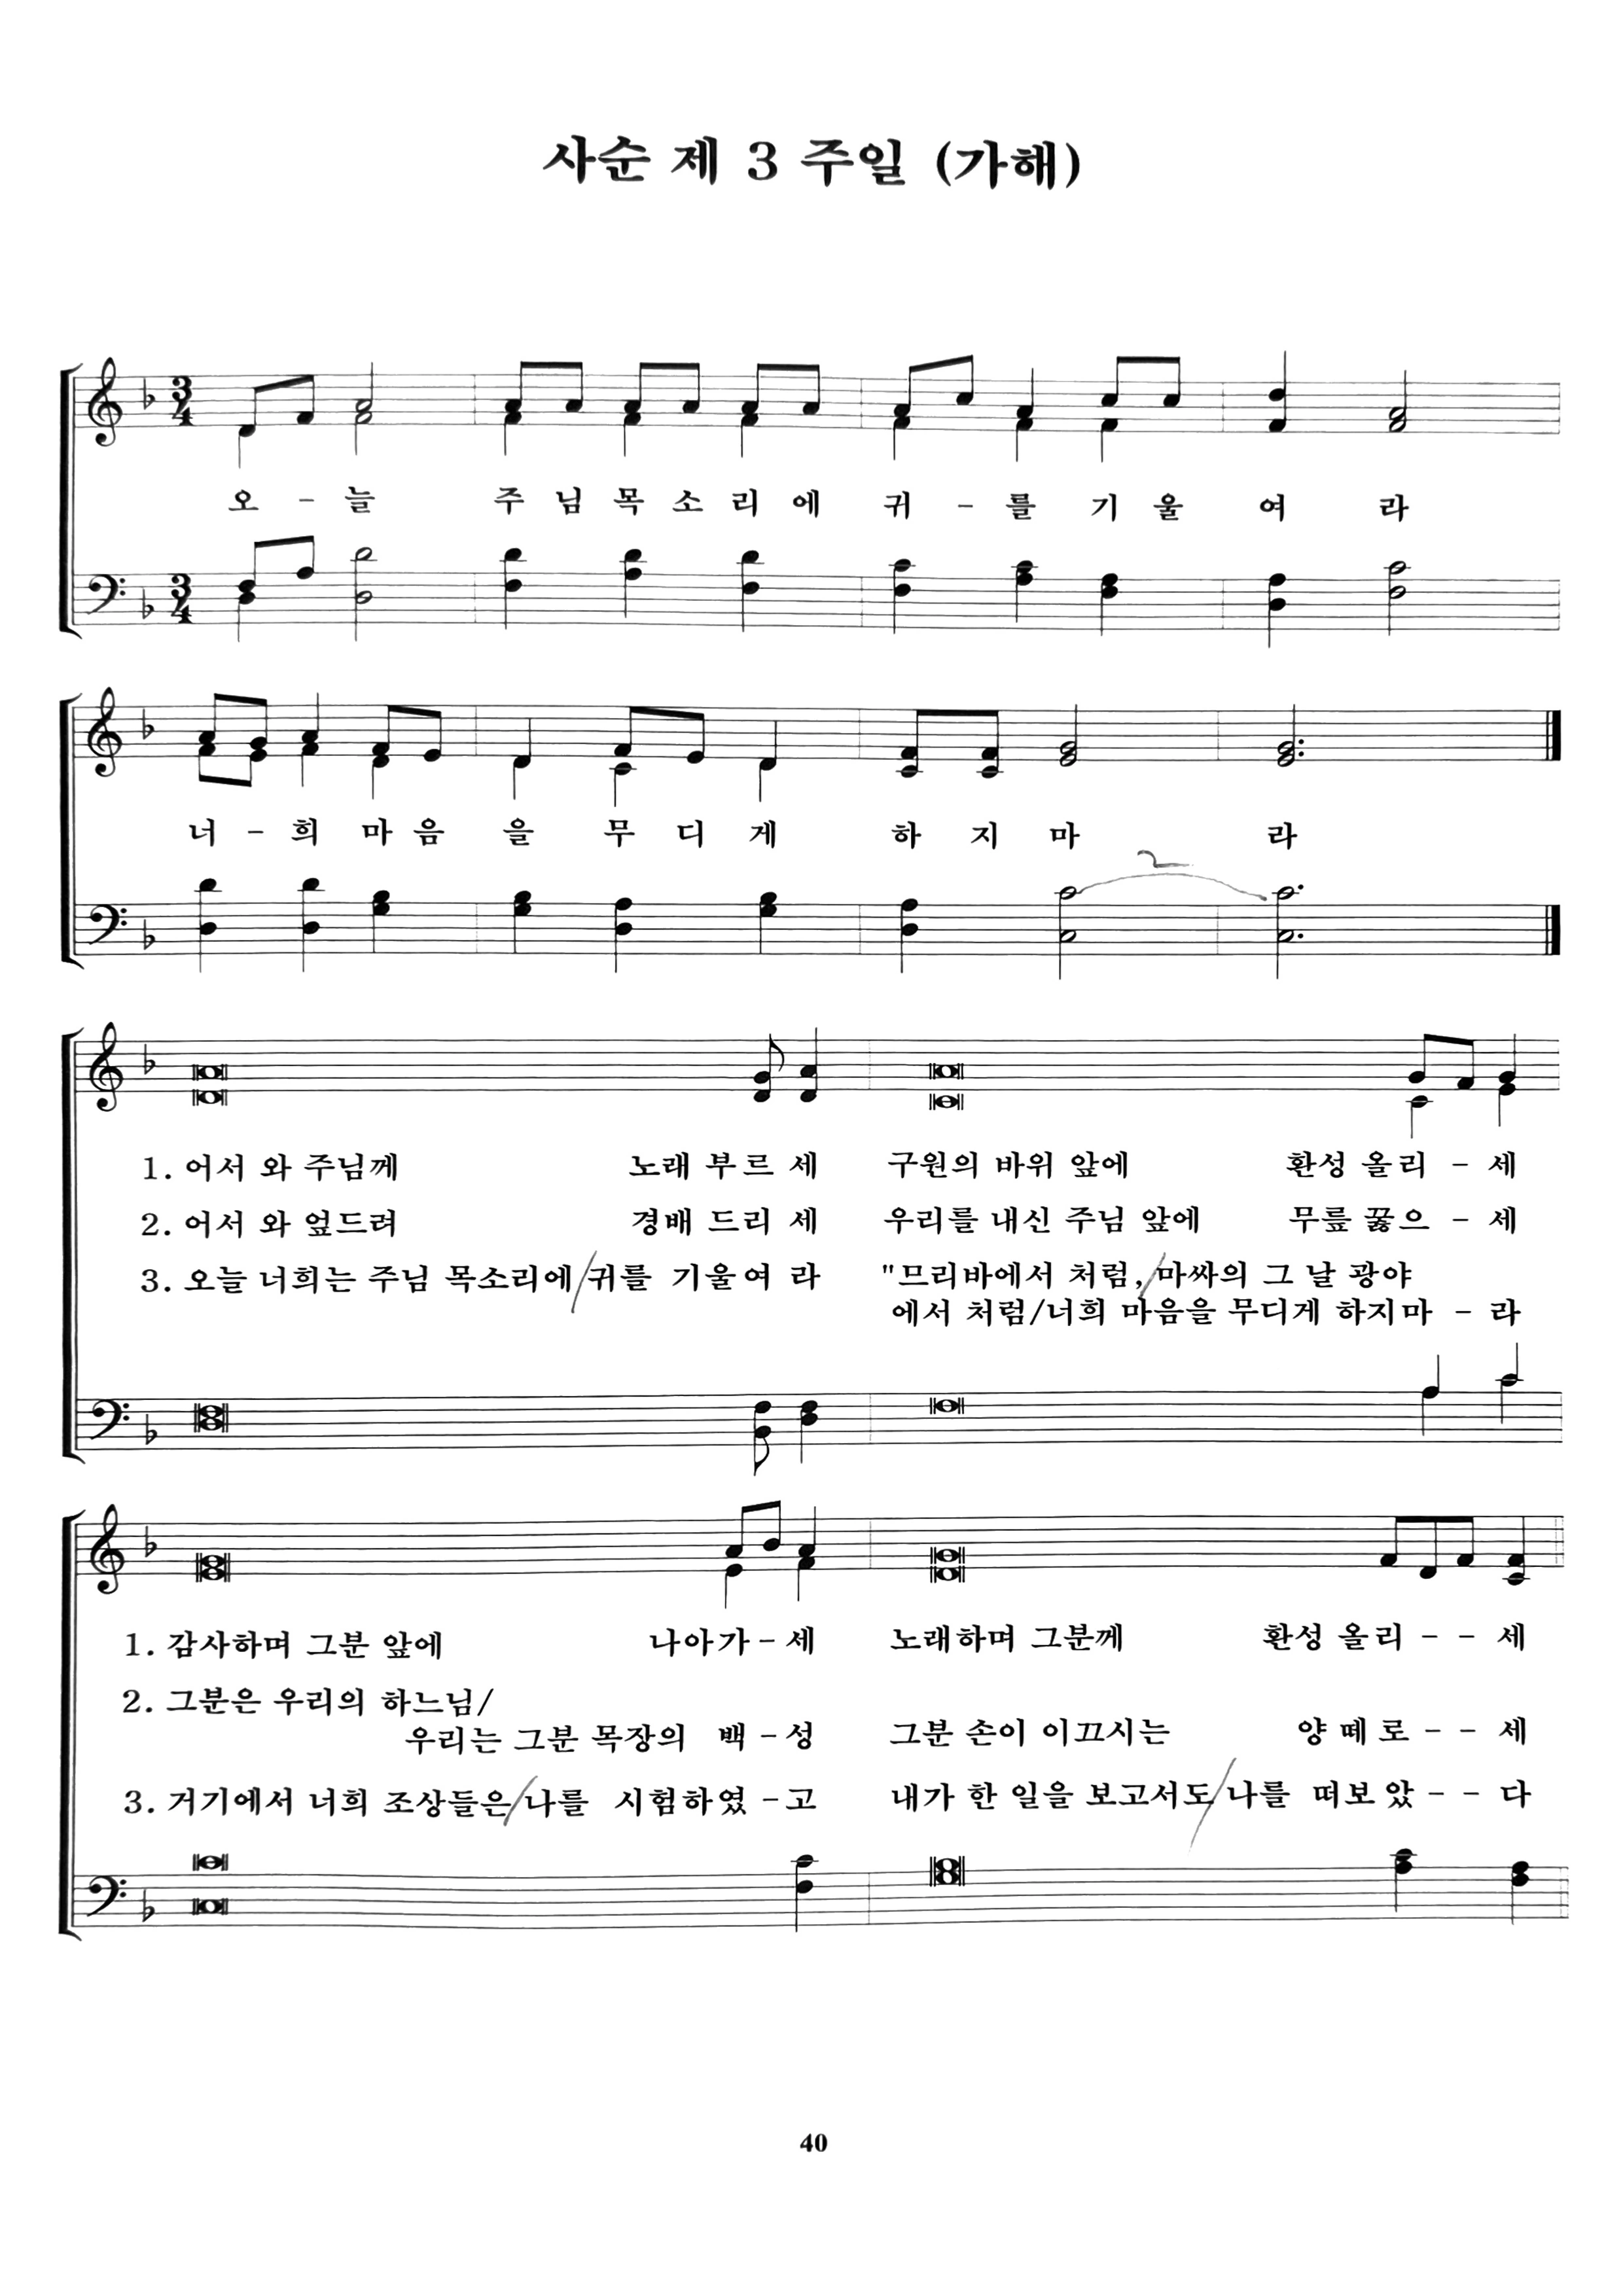 사순 제 3 주일 (가해)
오 - 늘 주 님 목 소 리 에 귀 - 를 기 울 여 라
너 - 희 마 음 을 무 디 게 하 지 마 라
1. 어서 와 주님께 노래 부르 세 구원의 바위 앞에 환성 올리 - 세
2. 어서 와 엎드려 경배 드리 세 우리를 내신 주님 앞에 무릎 꿇으 - 세
3. 오늘 너희는 주님 목소리에/귀를 기울여 라 "므리바에서 처럼,/마싸의 그 날 광야
에서 처럼/너희 마음을 무디게 하지마 - 라
1. 감사하며 그분 앞에 나아가 - 세 노래하며 그분께 환성 올리 - - 세
2. 그분은 우리의 하느님/
우리는 그분 목장의 백 - 성 그분 손이 이끄시는 양 떼 로 - - 세
3. 거기에서 너희 조상들은/나를 시험하였 - 고 내가 한 일을 보고서도/나를 떠보았 - - 다
40